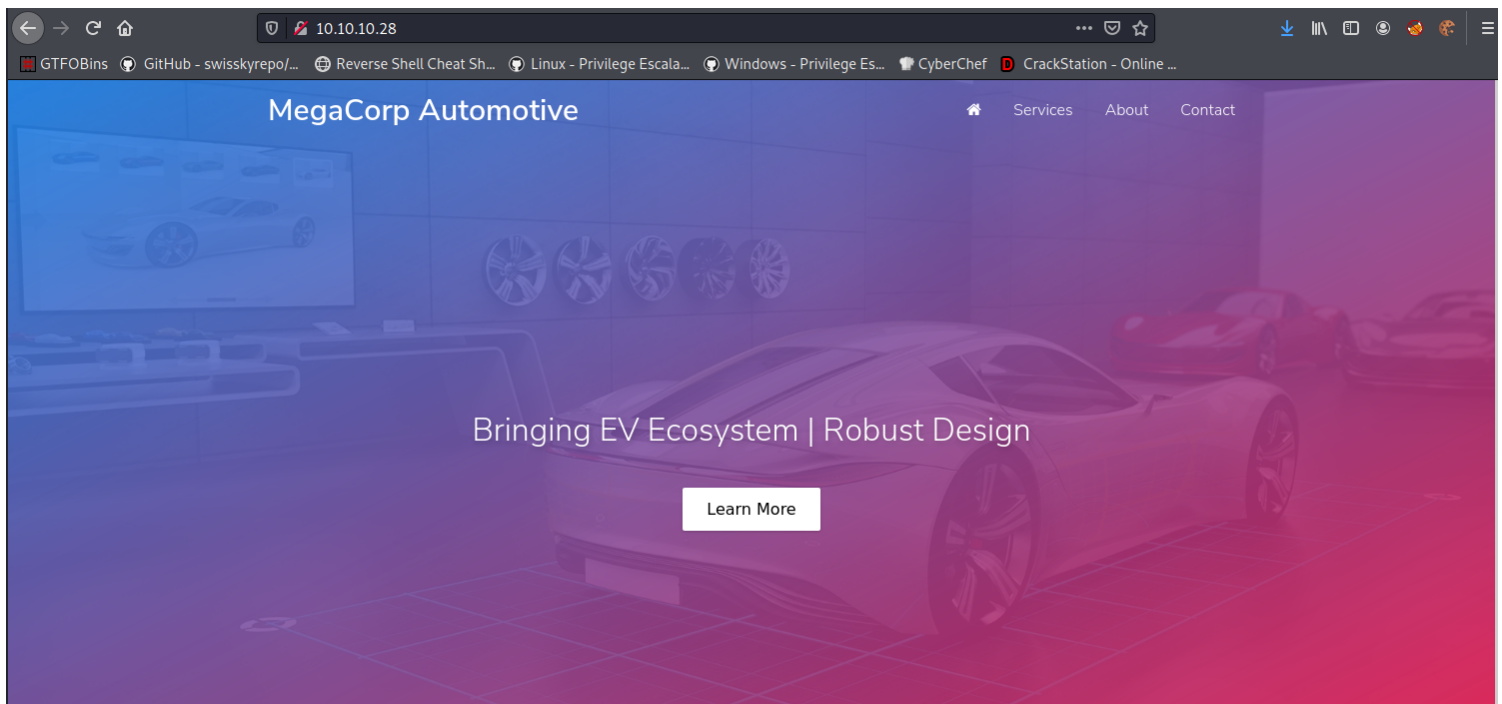 10.10.10.28
GTFOBins GitHub - swisskyrepo/... Reverse Shell Cheat Sh... Linux - Privilege Escala... Windows - Privilege Es... CyberChef CrackStation - Online ...
MegaCorp Automotive Services About Contact
Bringing EV Ecosystem | Robust Design
Learn More